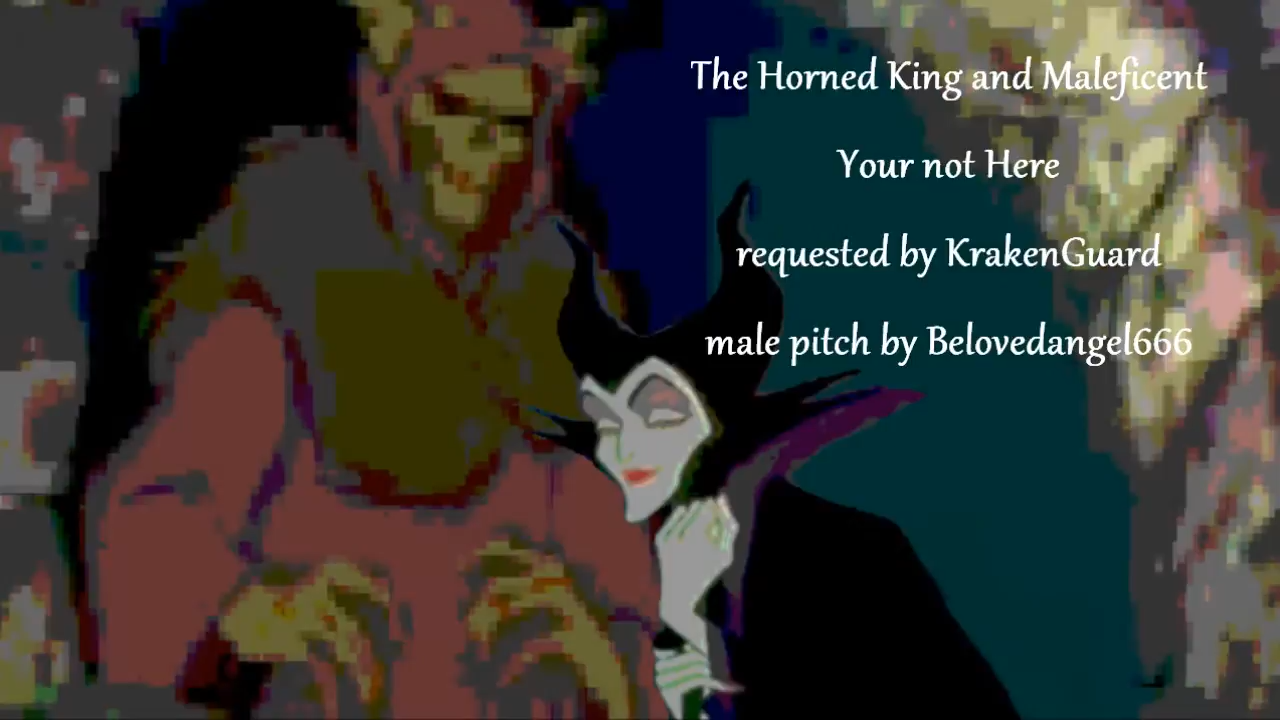 The Horned King and Maleficent
Your not Here
requested by KrakenGuard
male pitch by Belovedangel666